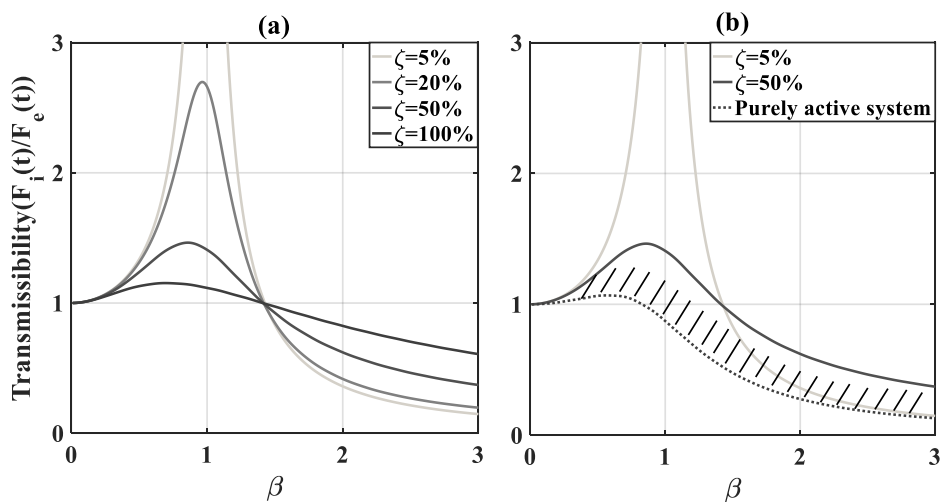 (a)
Transmissibility(F_i(t)/F_e(t))
3
2
1
0
0 1 2 3
β
ζ=5%
ζ=20%
ζ=50%
ζ=100%
(b)
3
2
1
0
0 1 2 3
β
ζ=5%
ζ=50%
Purely active system